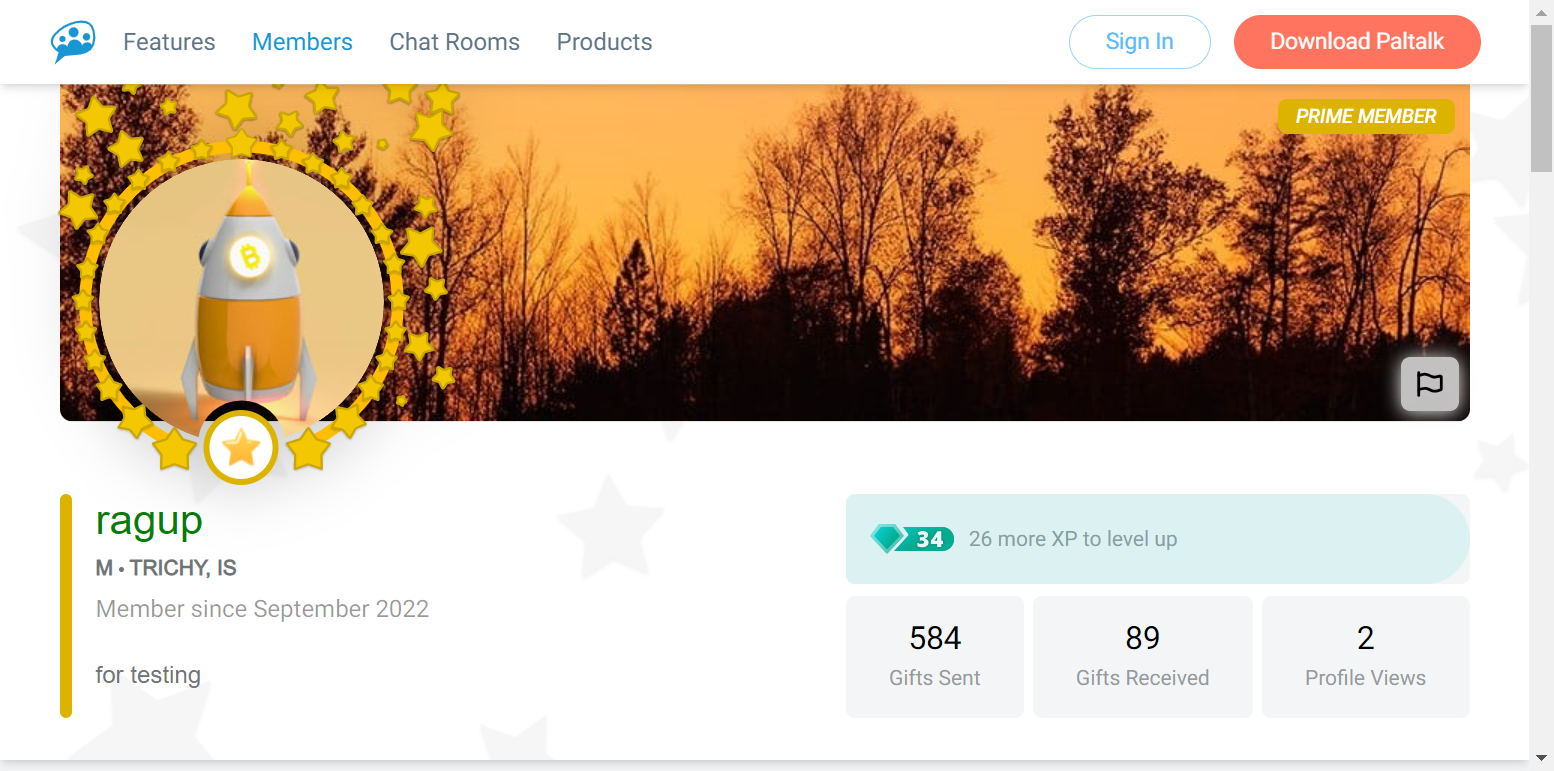 Features Members Chat Rooms Products Sign In Download Paltalk
PRIME MEMBER
ragup
M • TRICHY, IS
Member since September 2022
for testing
34 26 more XP to level up
584 89 2
Gifts Sent Gifts Received Profile Views